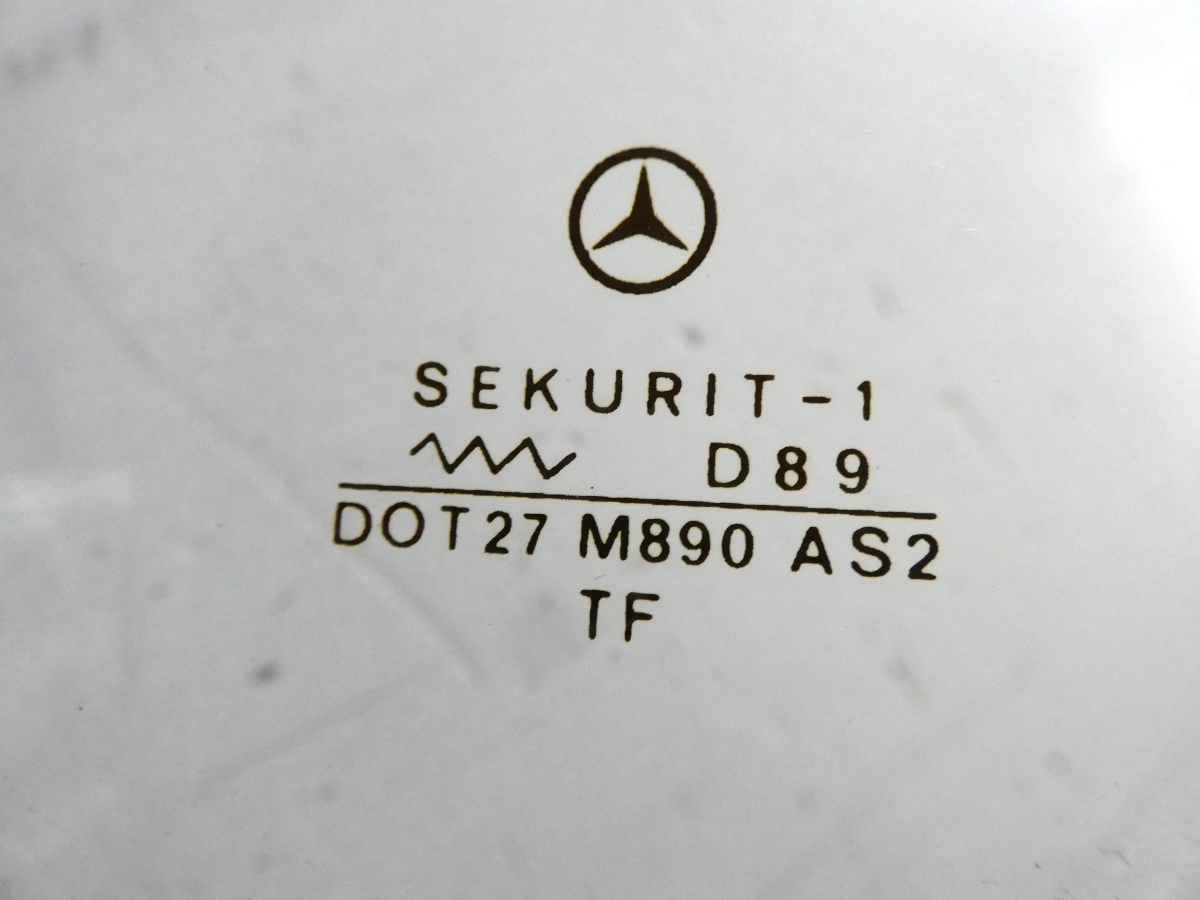 SEKURIT-1
D89
DOT27 M890 AS2
TF